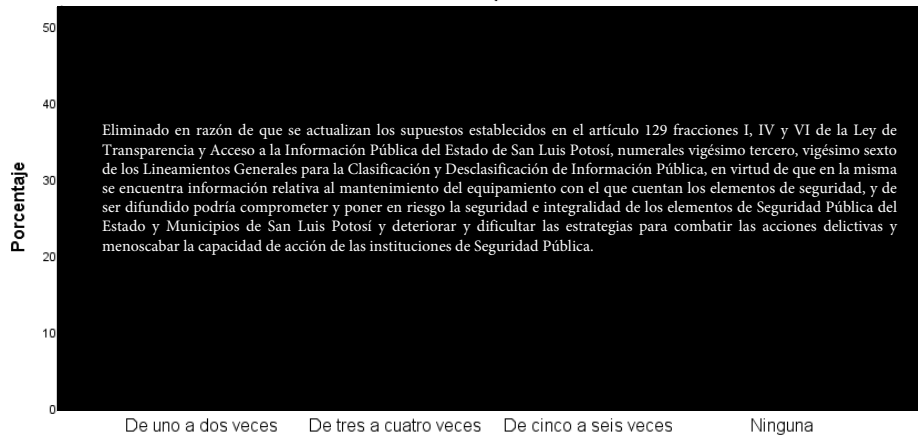 50
40
30
20
10
0
Porcentaje
Eliminado en razón de que se actualizan los supuestos establecidos en el artículo 129 fracciones I, IV y VI de la Ley de
Transparencia y Acceso a la Información Pública del Estado de San Luis Potosí, numerales vigésimo tercero, vigésimo sexto
de los Lineamientos Generales para la Clasificación y Desclasificación de Información Pública, en virtud de que en la misma
se encuentra información relativa al mantenimiento del equipamiento con el que cuentan los elementos de seguridad, y de
ser difundido podría comprometer y poner en riesgo la seguridad e integralidad de los elementos de Seguridad Pública del
Estado y Municipios de San Luis Potosí y deteriorar y dificultar las estrategias para combatir las acciones delictivas y
menoscabar la capacidad de acción de las instituciones de Seguridad Pública.
De uno a dos veces
De tres a cuatro veces
De cinco a seis veces
Ninguna